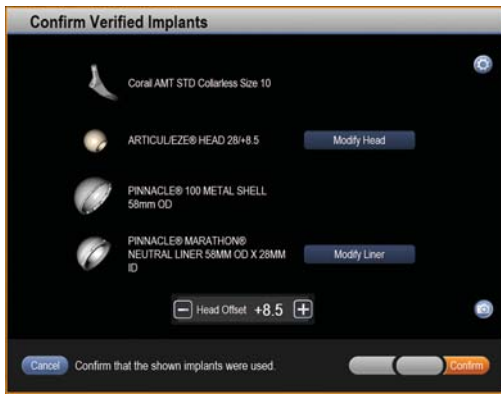 Confirm Verified Implants
Coral AMT STD Collarless Size 10
ARTICUL/EZE® HEAD 28/+8.5
Modify Head
PINNACLE® 100 METAL SHELL
58mm OD
PINNACLE® MARATHON®
NEUTRAL LINER 58MM OD X 28MM
ID
Modify Liner
− Head Offset +8.5 +
Cancel
Confirm that the shown implants were used.
Confirm